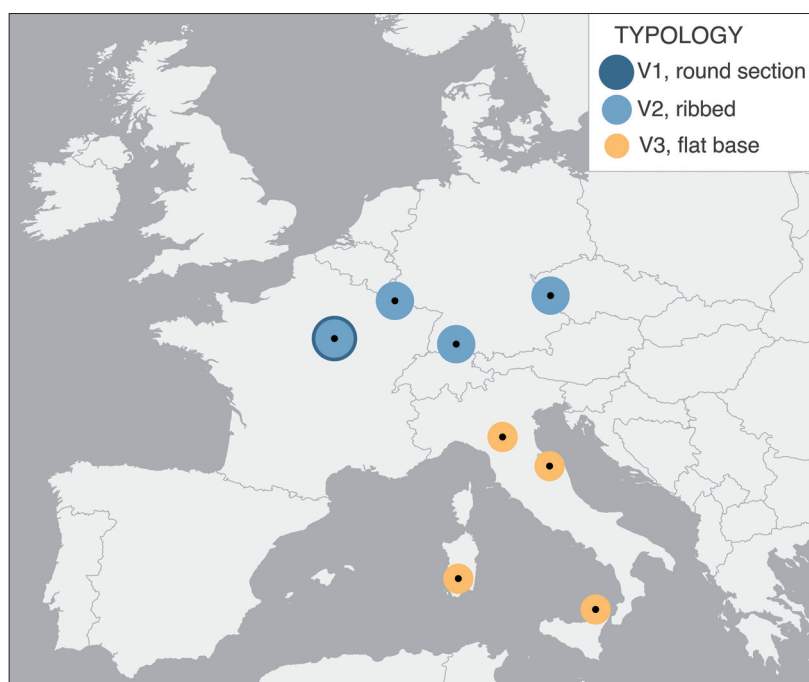 TYPOLOGY
V1, round section
V2, ribbed
V3, flat base